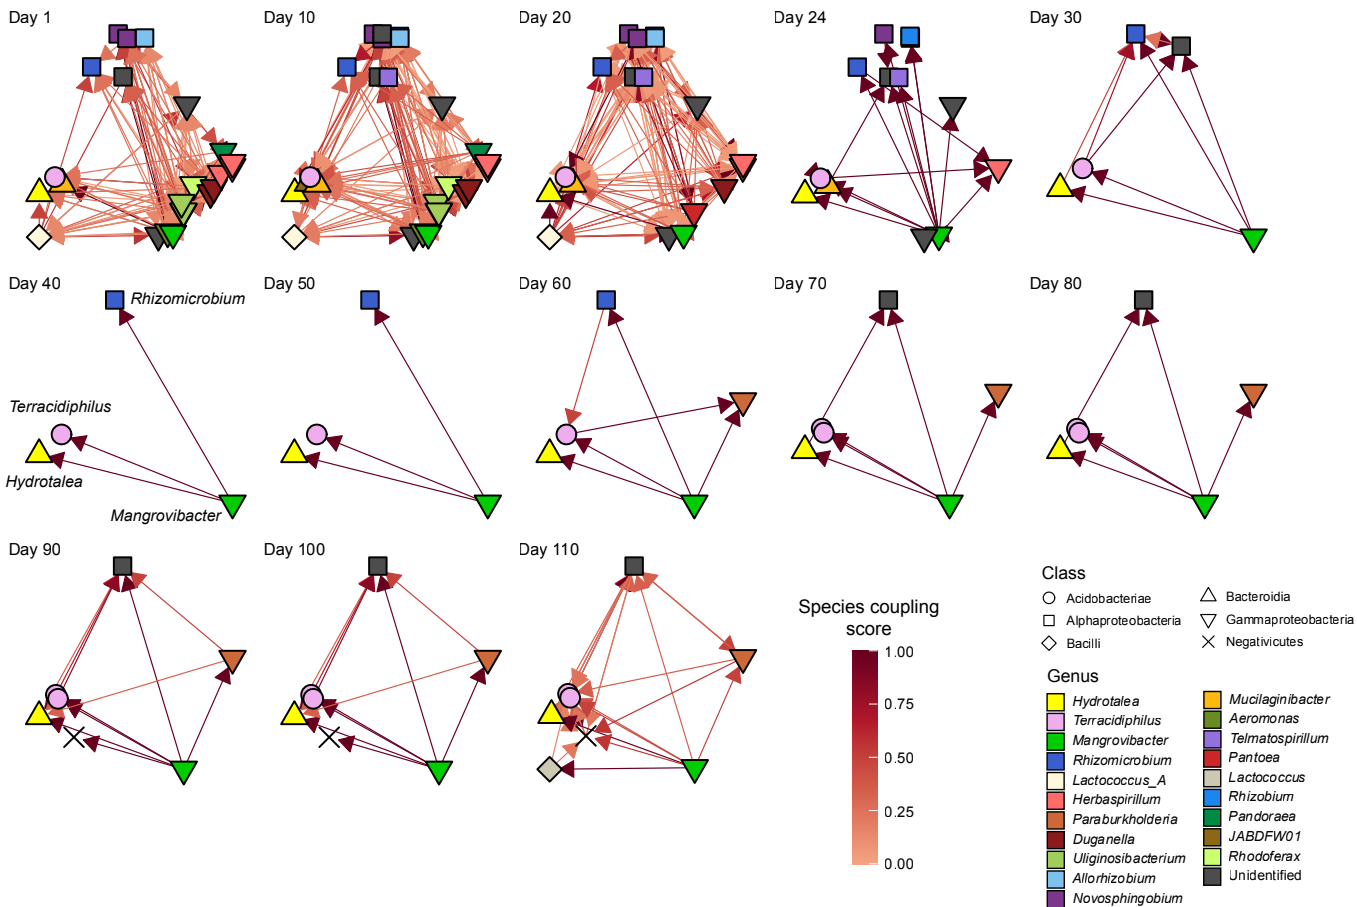 Day 1
Day 10
Day 20
Day 24
Day 30
Day 40
Day 50
Day 60
Day 70
Day 80
Rhizomicrobium
Terracidiphilus
Hydrotalea
Mangrovibacter
Day 90
Day 100
Day 110
Species coupling
score
1.00
0.75
0.50
0.25
0.00
Class
Acidobacteriae
Alphaproteobacteria
Bacilli
Bacteroidia
Gammaproteobacteria
Negativicutes
Genus
Hydrotalea
Terracidiphilus
Mangrovibacter
Rhizomicrobium
Lactococcus_A
Herbaspirillum
Paraburkholderia
Duganella
Uliginosibacterium
Allorhizobium
Novosphingobium
Mucilaginibacter
Aeromonas
Telmatospirillum
Pantoea
Lactococcus
Rhizobium
Pandoraea
JABDFW01
Rhodoferax
Unidentified